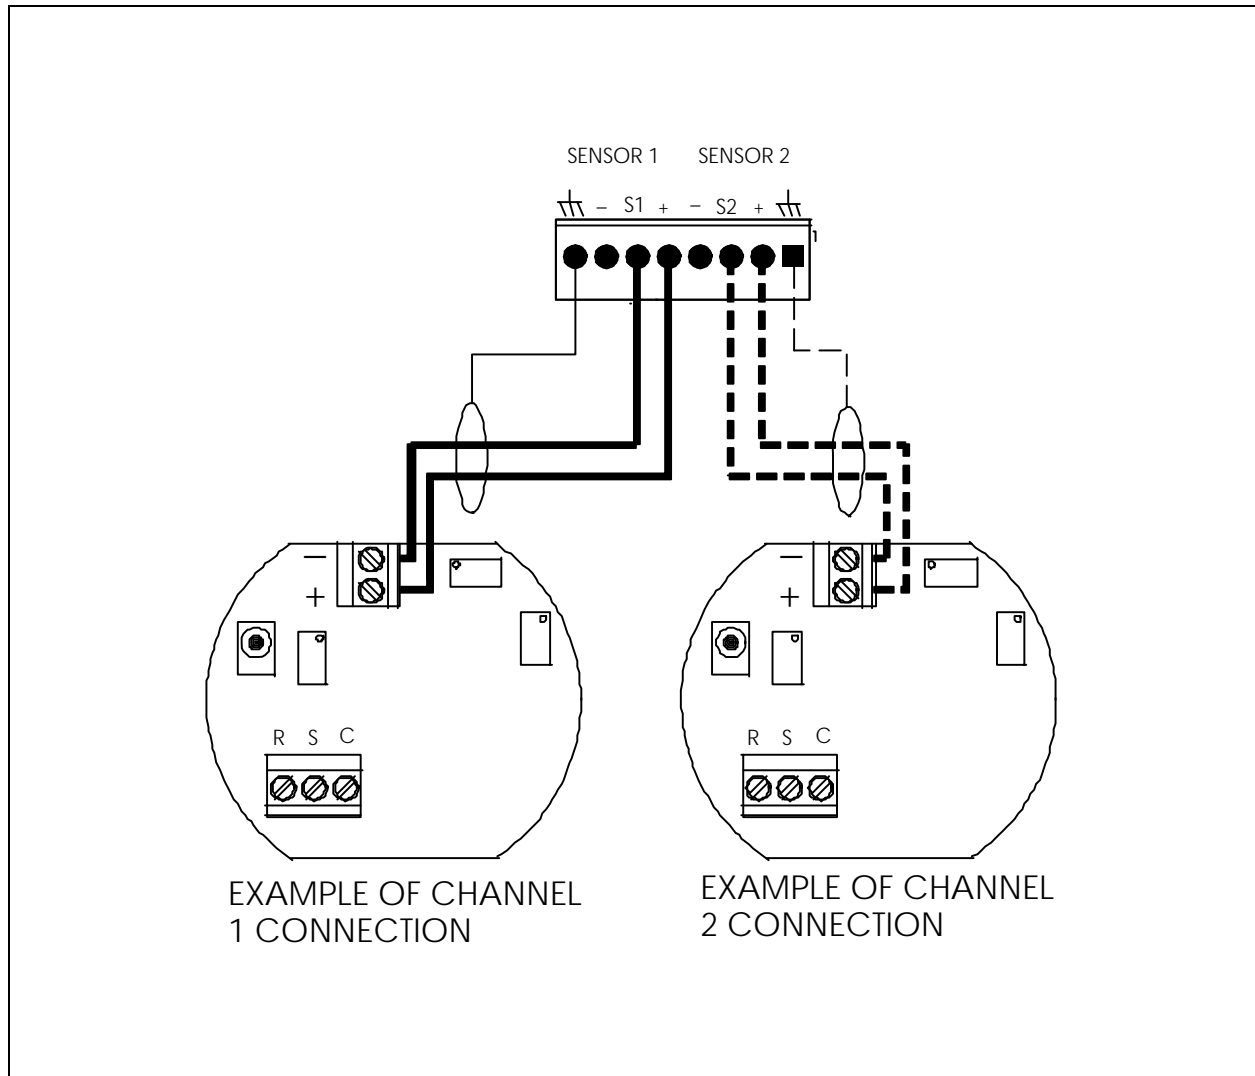 SENSOR 1 SENSOR 2
− S1 + − S2 +
1
− −
+ +
R S C R S C
EXAMPLE OF CHANNEL
1 CONNECTION
EXAMPLE OF CHANNEL
2 CONNECTION